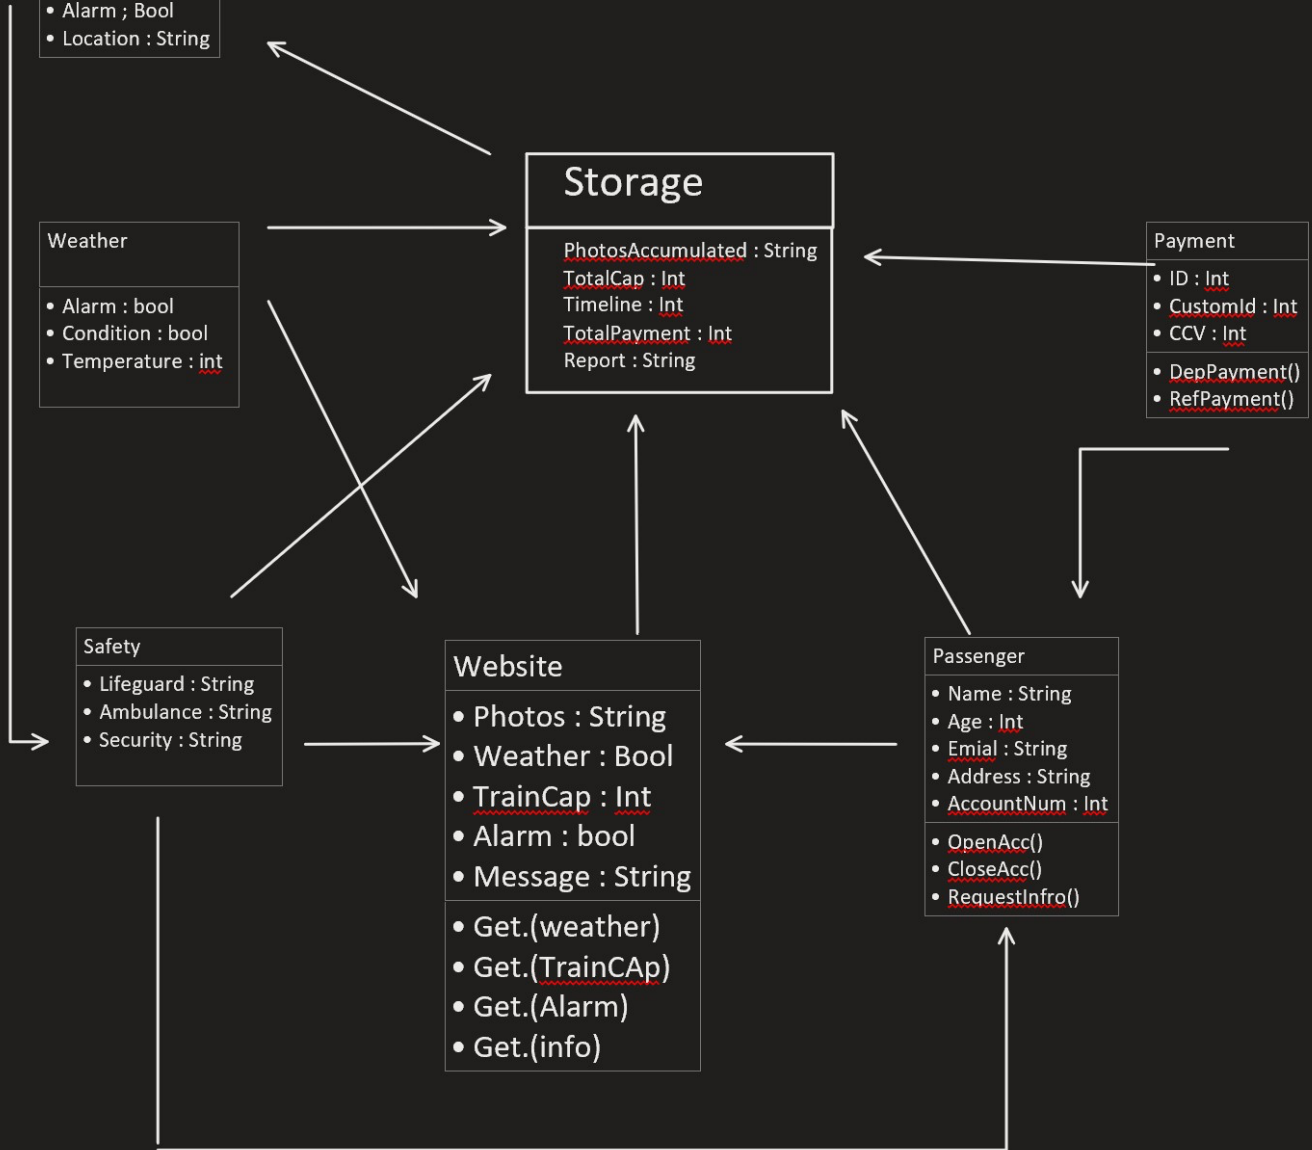 • Alarm ; Bool
• Location : String
Storage
PhotosAccumulated : String
TotalCap : Int
Timeline : Int
TotalPayment : Int
Report : String
Weather
• Alarm : bool
• Condition : bool
• Temperature : int
Payment
• ID : Int
• CustomId : Int
• CCV : Int
• DepPayment()
• RefPayment()
Safety
• Lifeguard : String
• Ambulance : String
• Security : String
Website
• Photos : String
• Weather : Bool
• TrainCap : Int
• Alarm : bool
• Message : String
• Get.(weather)
• Get.(TrainCAp)
• Get.(Alarm)
• Get.(info)
Passenger
• Name : String
• Age : Int
• Emial : String
• Address : String
• AccountNum : Int
• OpenAcc()
• CloseAcc()
• RequestInfro()